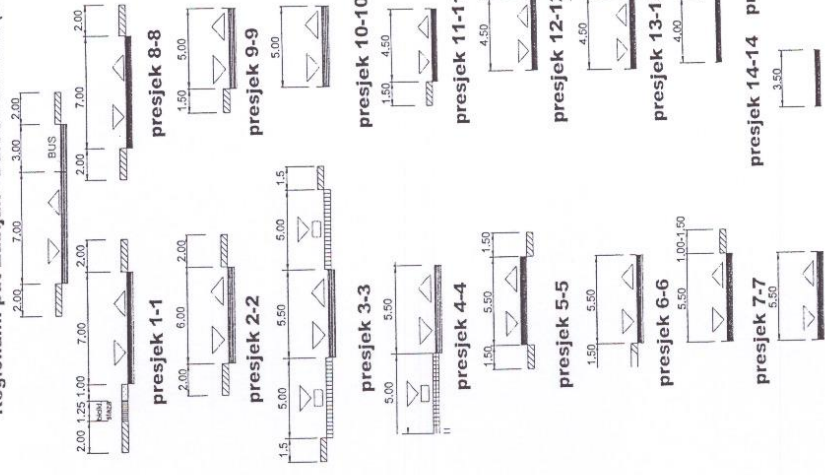 Regionalni put
2.00 7.00 3.00 2.00
BUS
2.00 1.25 1.00 7.00 2.00
presjek 1-1
2.00 6.00 2.00
presjek 2-2
1.5 5.00 5.50 5.00 1.5
presjek 3-3
5.00 5.50
presjek 4-4
1.50 5.50 1.50
presjek 5-5
1.50 5.50
presjek 6-6
5.50 1.00-1.50
presjek 7-7
5.50
2.00 7.00 2.00
presjek 8-8
1.50 5.00
presjek 9-9
5.00
presjek 10-10
1.50 4.50
presjek 11-11
4.50
presjek 12-12
4.50
presjek 13-1
4.00
presjek 14-14
3.50